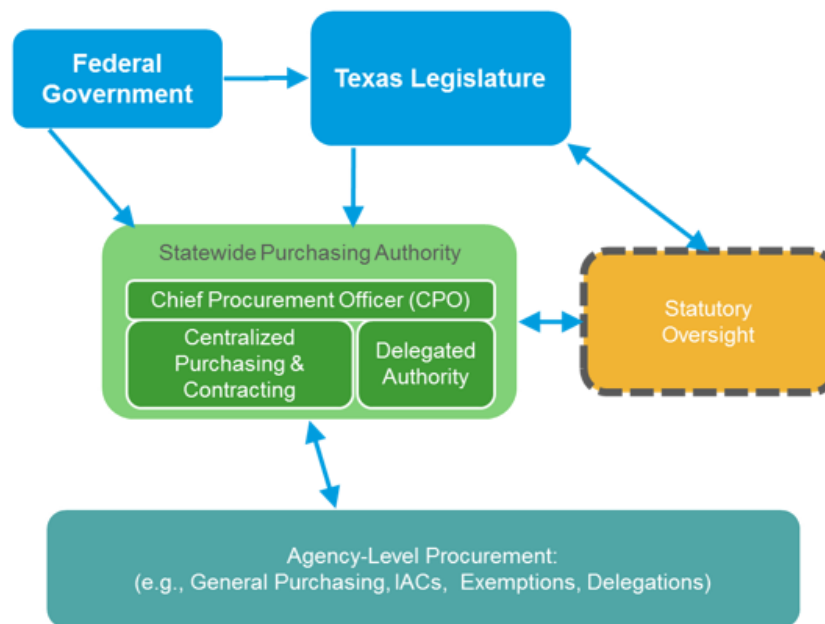 Federal
Government
Texas Legislature
Statewide Purchasing Authority
Chief Procurement Officer (CPO)
Centralized
Purchasing &
Contracting
Delegated
Authority
Statutory
Oversight
Agency-Level Procurement:
(e.g., General Purchasing, IACs, Exemptions, Delegations)